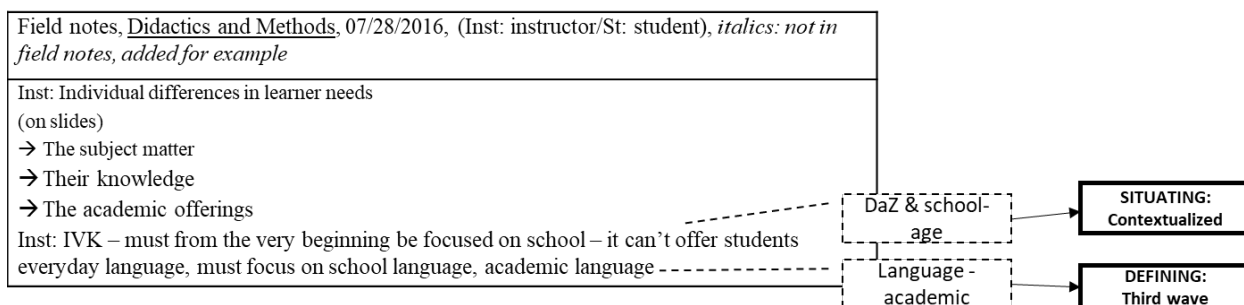 Field notes, Didactics and Methods, 07/28/2016, (Inst: instructor/St: student), italics: not in
field notes, added for example
Inst: Individual differences in learner needs
(on slides)
→ The subject matter
→ Their knowledge
→ The academic offerings
Inst: IVK – must from the very beginning be focused on school – it can't offer students
everyday language, must focus on school language, academic language
DaZ & school-
age
SITUATING:
Contextualized
Language -
academic
DEFINING:
Third wave